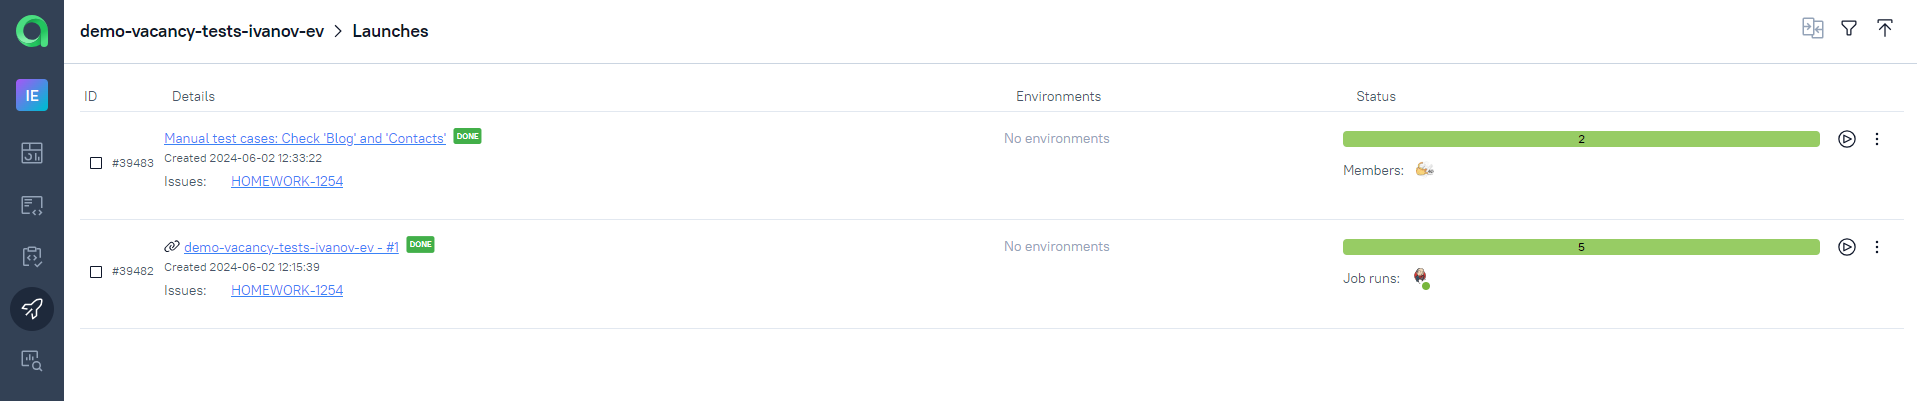 demo-vacancy-tests-ivanov-ev > Launches
IE
ID Details Environments Status
Manual test cases: Check 'Blog' and 'Contacts' DONE No environments 2
#39483 Created 2024-06-02 12:33:22
Members:
Issues: HOMEWORK-1254
demo-vacancy-tests-ivanov-ev - #1 DONE No environments 5
#39482 Created 2024-06-02 12:15:39
Job runs:
Issues: HOMEWORK-1254